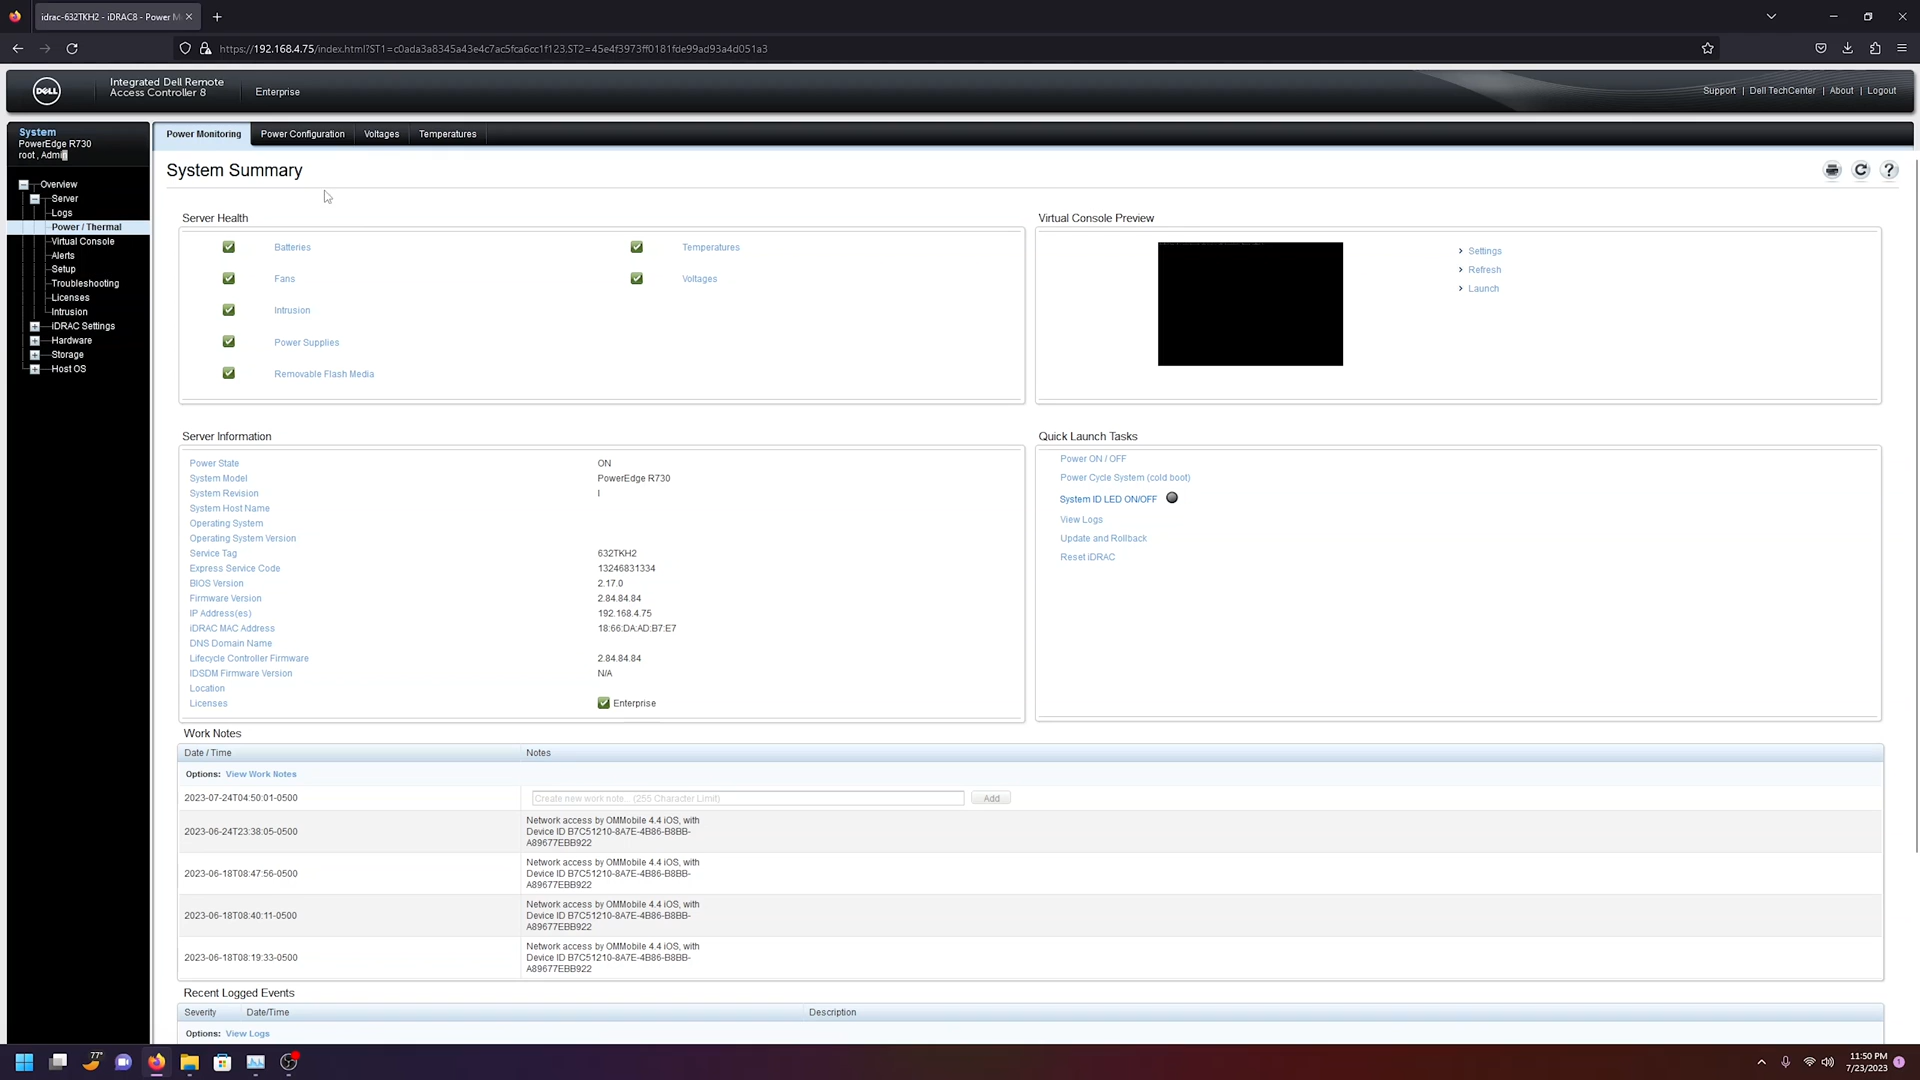 idrac-632TKH2 - iDRAC8 - Power M
https://192.168.4.75/index.html?ST1=c0ada3a8345a43e4c7ac5fca6cc1f123,ST2=45e4f3973ff0181fde99ad93a4d051a3
DELL
Integrated Dell Remote
Access Controller 8
Enterprise
Support | Dell TechCenter | About | Logout
System
PowerEdge R730
root , Admin
Power Monitoring
Power Configuration
Voltages
Temperatures
Overview
Server
Logs
Power / Thermal
Virtual Console
Alerts
Setup
Troubleshooting
Licenses
Intrusion
iDRAC Settings
Hardware
Storage
Host OS
System Summary
Server Health
Batteries
Temperatures
Fans
Voltages
Intrusion
Power Supplies
Removable Flash Media
Virtual Console Preview
Settings
Refresh
Launch
Server Information
Power State ON
System Model PowerEdge R730
System Revision I
System Host Name
Operating System
Operating System Version
Service Tag 632TKH2
Express Service Code 13246831334
BIOS Version 2.17.0
Firmware Version 2.84.84.84
IP Address(es) 192.168.4.75
iDRAC MAC Address 18:66:DA:AD:B7:E7
DNS Domain Name
Lifecycle Controller Firmware 2.84.84.84
IDSDM Firmware Version N/A
Location
Licenses Enterprise
Quick Launch Tasks
Power ON / OFF
Power Cycle System (cold boot)
System ID LED ON/OFF
View Logs
Update and Rollback
Reset iDRAC
Work Notes
Date / Time Notes
Options: View Work Notes
2023-07-24T04:50:01-0500 Create new work note. (255 Character Limit) Add
2023-06-24T23:38:05-0500
Network access by OMMobile 4.4 iOS, with
Device ID B7C51210-8A7E-4B86-B8BB-
A89677EBB922
2023-06-18T08:47:56-0500
Network access by OMMobile 4.4 iOS, with
Device ID B7C51210-8A7E-4B86-B8BB-
A89677EBB922
2023-06-18T08:40:11-0500
Network access by OMMobile 4.4 iOS, with
Device ID B7C51210-8A7E-4B86-B8BB-
A89677EBB922
2023-06-18T08:19:33-0500
Network access by OMMobile 4.4 iOS, with
Device ID B7C51210-8A7E-4B86-B8BB-
A89677EBB922
Recent Logged Events
Severity Date/Time Description
Options: View Logs
77°
11:50 PM
7/23/2023
1